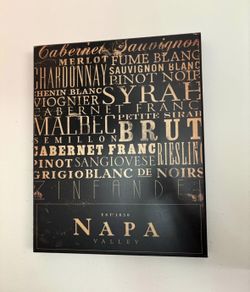 Cabernet Sauvignon
MERLOT FUME BLANC
CHARDONNAY SAUVIGNON BLANC
PINOT NOIR
CHENIN BLANC SYRAH
VIOGNIER
CABERNET FRANC
MALBEC PETITE SIRAH
SEMILLON BRUT
CABERNET FRANC RIESLING
PINOT SANGIOVESE
GRIGIO BLANC DE NOIRS
ZINFANDEL
EST 1850
NAPA
VALLEY